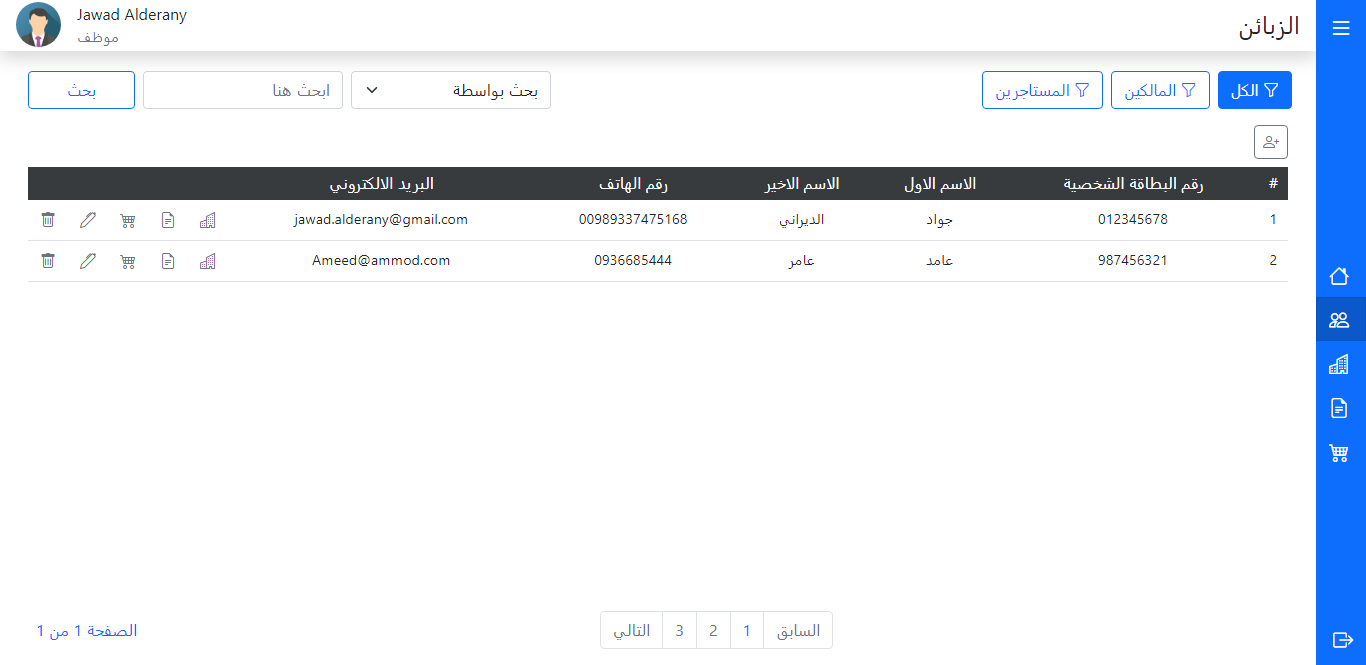 الزبائن
Jawad Alderany
موظف
الكل
المالكين
المستاجرين
بحث بواسطة
ابحث هنا
بحث
# رقم البطاقة الشخصية الاسم الاول الاسم الاخير رقم الهاتف البريد الالكتروني
1 012345678 جواد الديراني 00989337475168 jawad.alderany@gmail.com
2 987456321 عامد عامر 0936685444 Ameed@ammod.com
السابق 1 2 3 التالي
الصفحة 1 من 1